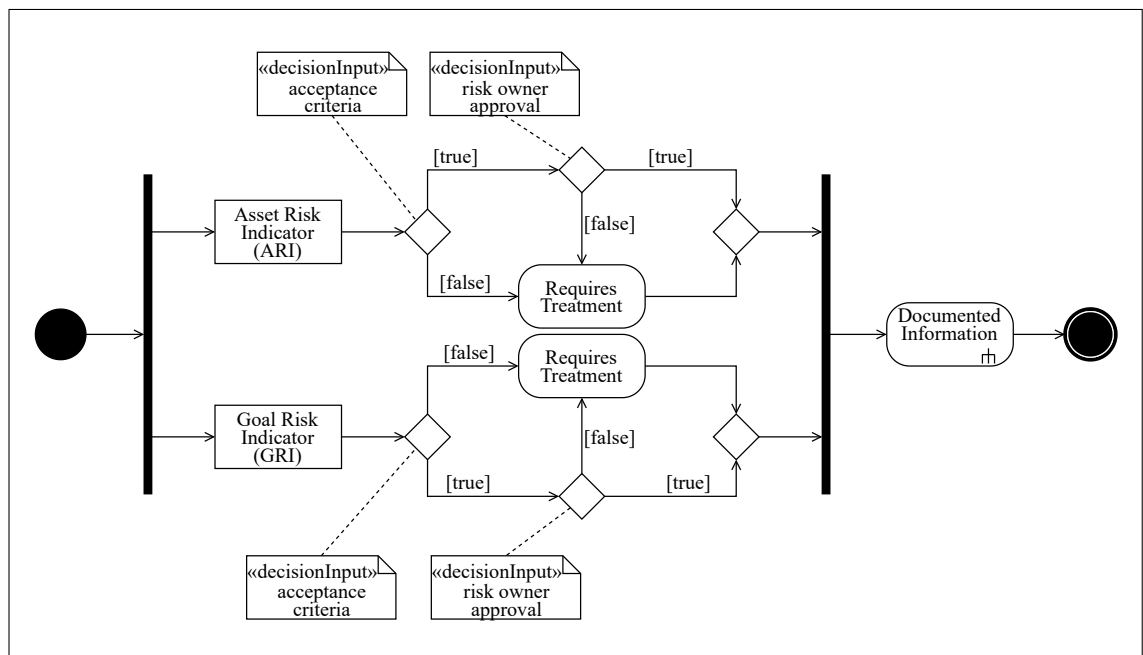 «decisionInput»
acceptance
criteria
«decisionInput»
risk owner
approval
[true]
[true]
Asset Risk
Indicator
(ARI)
[false]
[false]
Requires
Treatment
Documented
Information
[false]
Requires
Treatment
Goal Risk
Indicator
(GRI)
[false]
[true]
[true]
«decisionInput»
acceptance
criteria
«decisionInput»
risk owner
approval